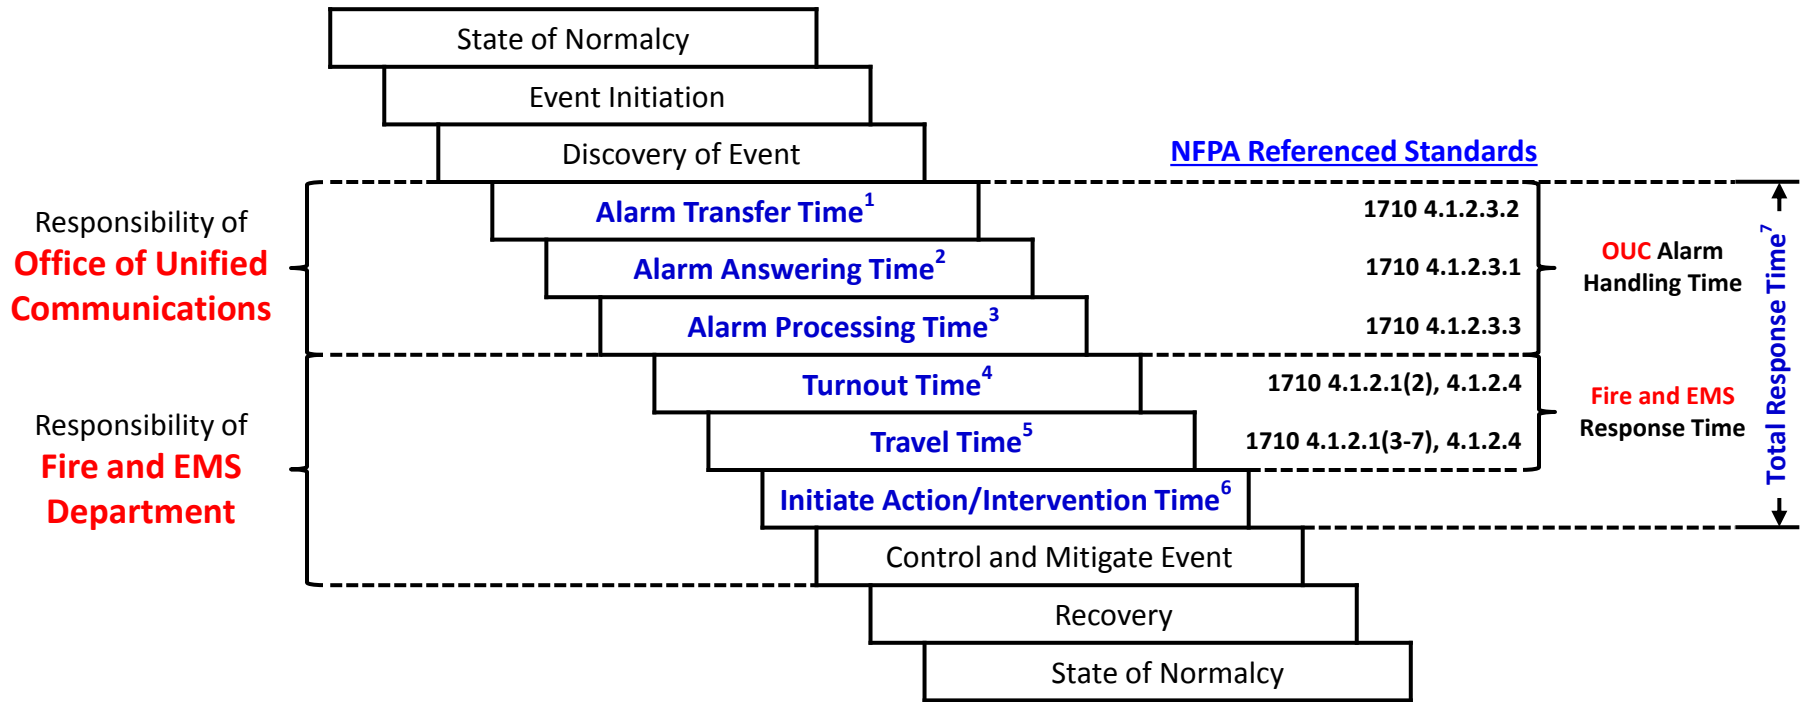 State of Normalcy
Event Initiation
Discovery of Event
NFPA Referenced Standards
Responsibility of
Office of Unified
Communications
Alarm Transfer Time1
1710 4.1.2.3.2
Alarm Answering Time2
1710 4.1.2.3.1
Alarm Processing Time3
1710 4.1.2.3.3
OUC Alarm
Handling Time
Total Response Time7
Responsibility of
Fire and EMS
Department
Turnout Time4
1710 4.1.2.1(2), 4.1.2.4
Travel Time5
1710 4.1.2.1(3-7), 4.1.2.4
Fire and EMS
Response Time
Initiate Action/Intervention Time6
Control and Mitigate Event
Recovery
State of Normalcy